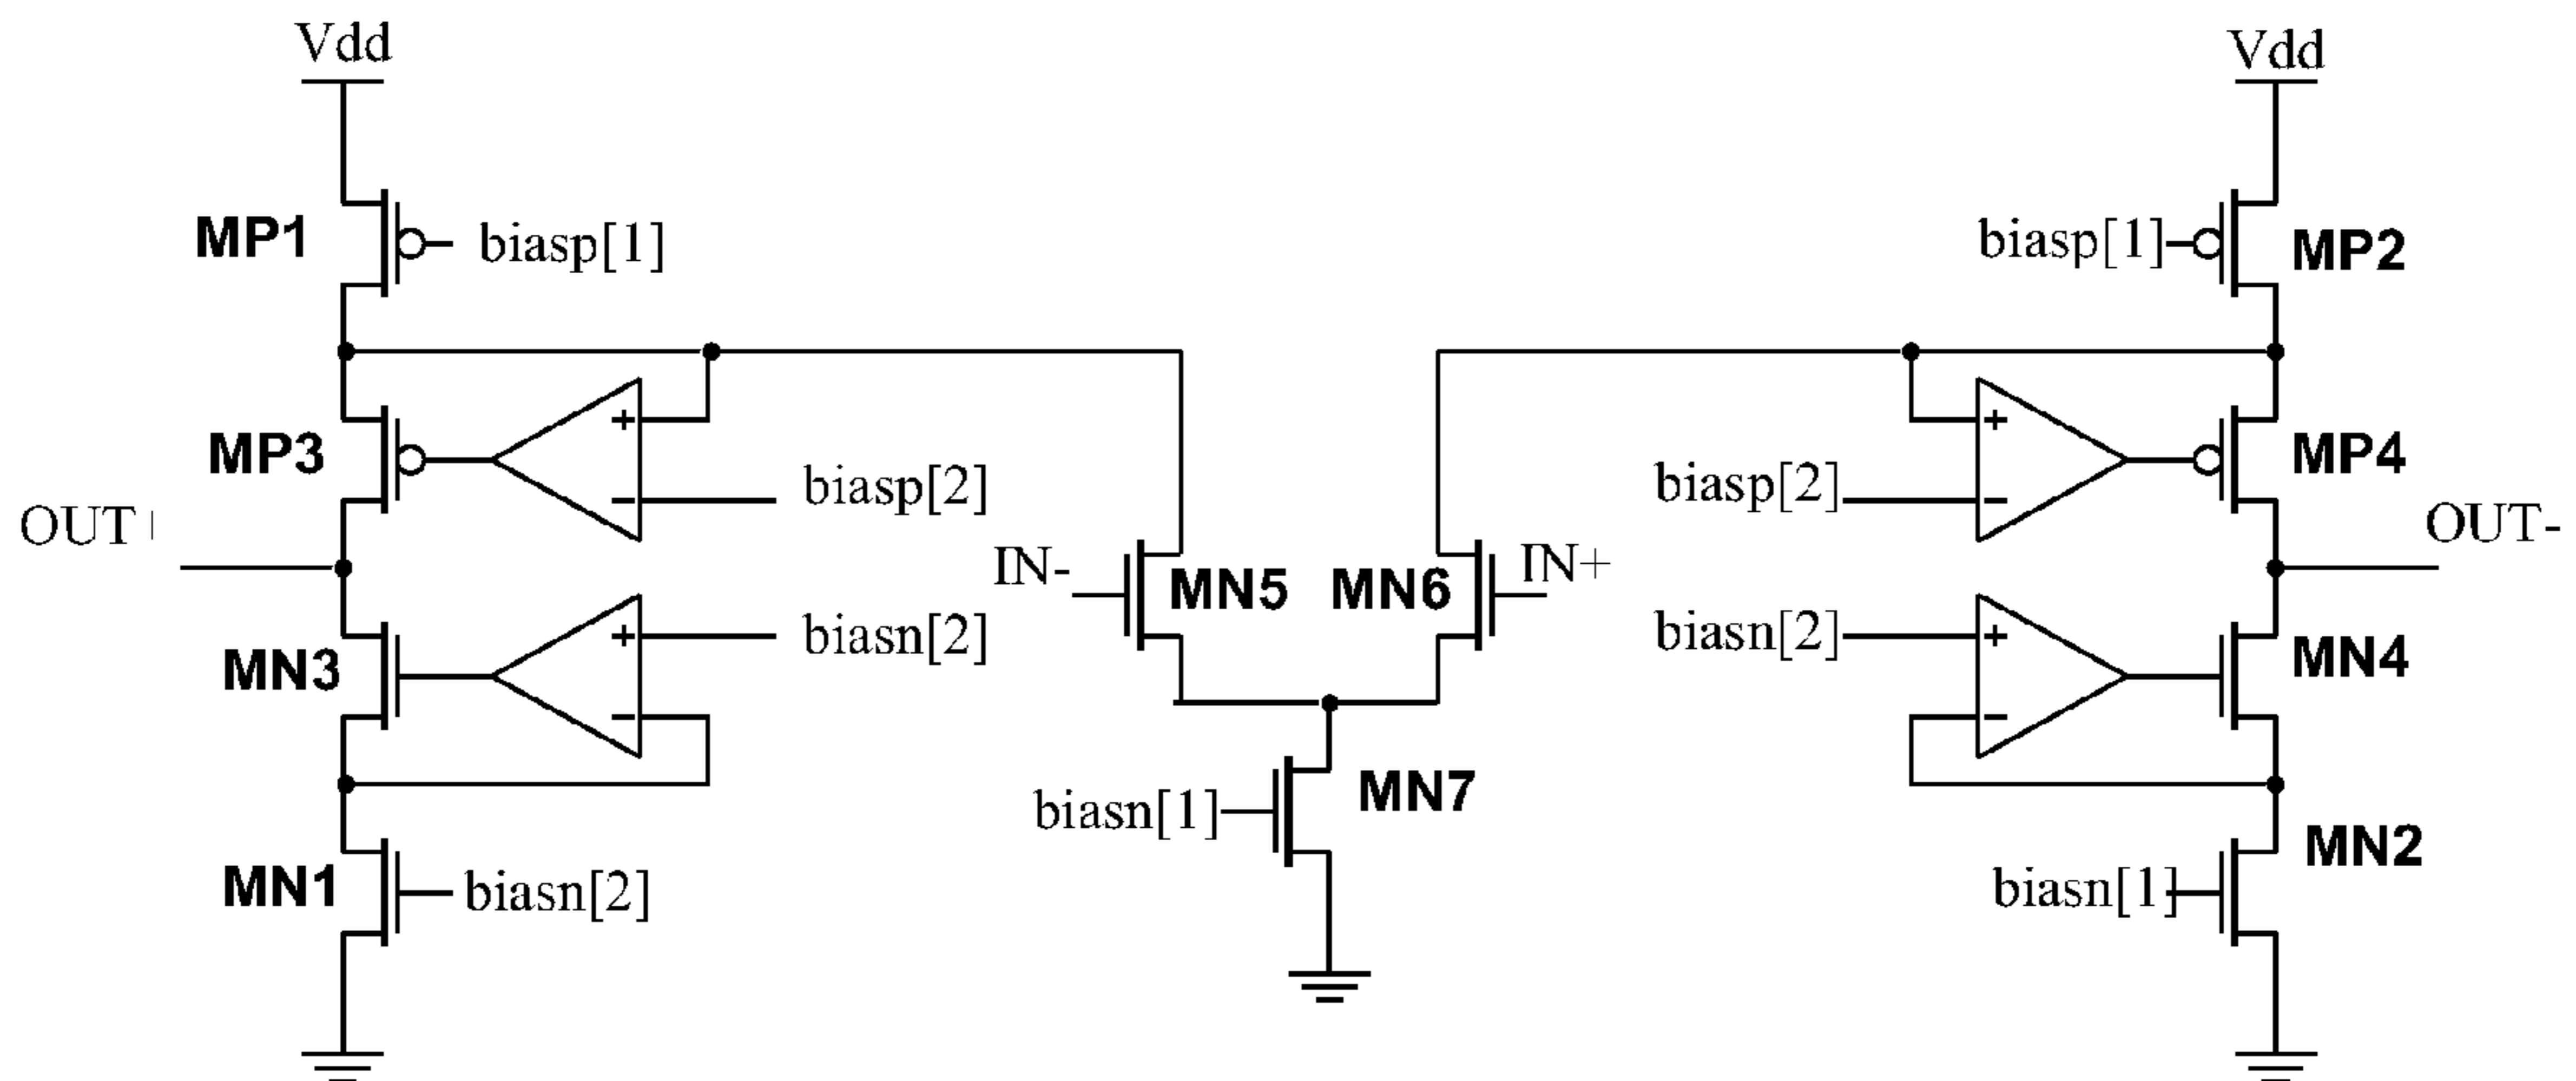 Vdd
Vdd
MP1
biasp[1]
biasp[1]
MP2
+
+
MP3
MP4
biasp[2]
biasp[2]
-
-
OUT+
IN-
MN5
MN6
IN+
OUT-
+
biasn[2]
biasn[2]
+
MN3
MN4
-
-
biasn[1]
MN7
MN1
biasn[2]
biasn[1]
MN2